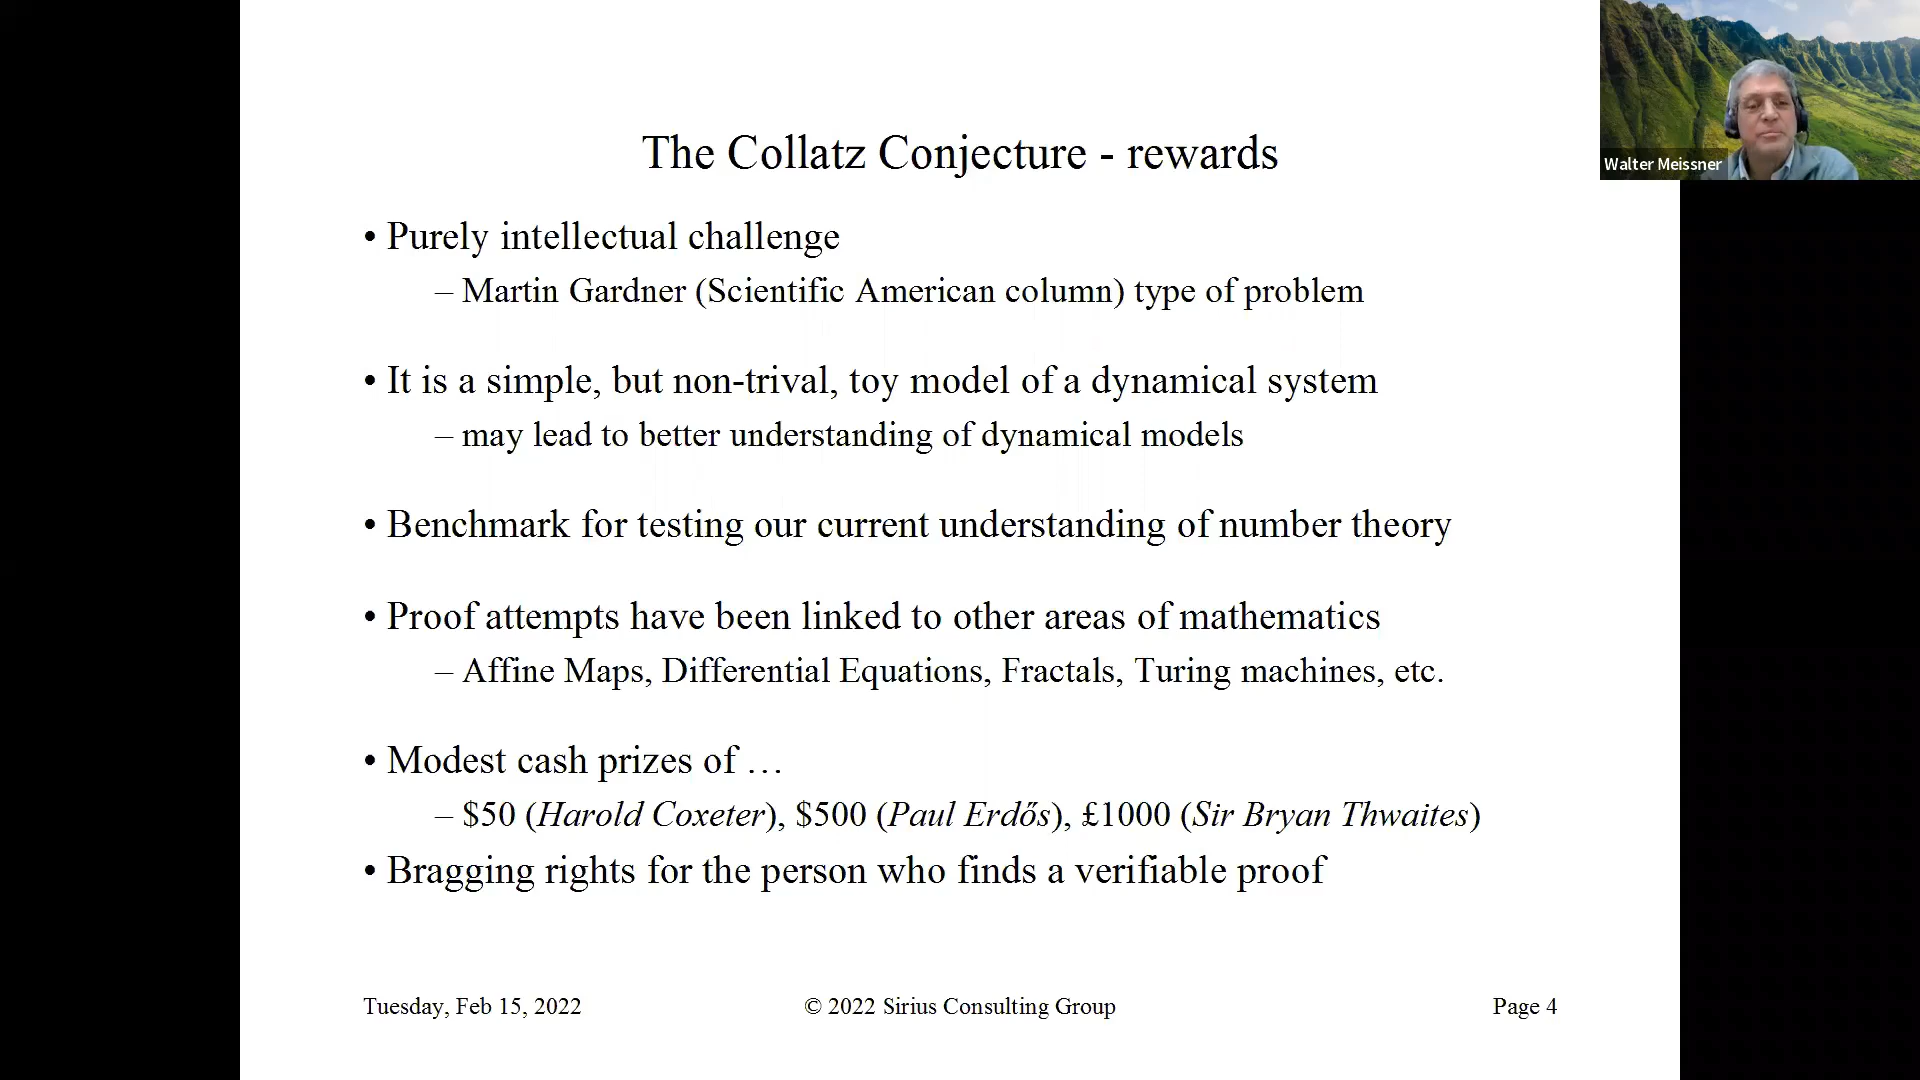 The Collatz Conjecture - rewards
Walter Meissner
• Purely intellectual challenge
– Martin Gardner (Scientific American column) type of problem
• It is a simple, but non-trival, toy model of a dynamical system
– may lead to better understanding of dynamical models
• Benchmark for testing our current understanding of number theory
• Proof attempts have been linked to other areas of mathematics
– Affine Maps, Differential Equations, Fractals, Turing machines, etc.
• Modest cash prizes of …
– $50 (Harold Coxeter), $500 (Paul Erdős), £1000 (Sir Bryan Thwaites)
• Bragging rights for the person who finds a verifiable proof
Tuesday, Feb 15, 2022
© 2022 Sirius Consulting Group
Page 4